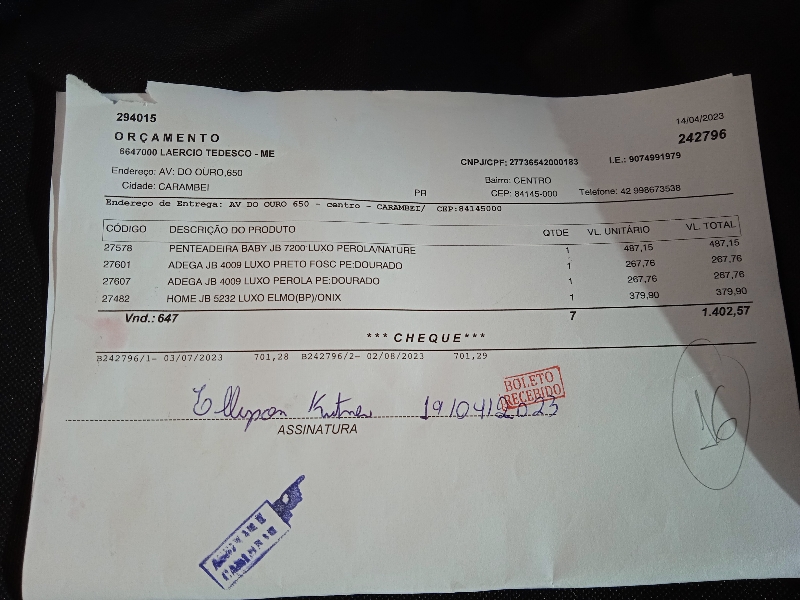 294015
14/04/2023
ORÇAMENTO
242796
8647000 LAERCIO TEDESCO - ME
CNPJ/CPF: 27736542000183 I.E.: 9074991979
Endereço: AV: DO OURO,650
Bairro: CENTRO
Cidade: CARAMBEI PR CEP: 84145-000 Telefone: 42 998673538
Endereço de Entrega: AV DO OURO 650 - centro - CARAMBEI/ CEP:84145000
CÓDIGO DESCRIÇÃO DO PRODUTO QTDE VL. UNITÁRIO VL. TOTAL
27578 PENTEADEIRA BABY JB 7200 LUXO PEROLA/NATURE 1 487,15 487,15
27601 ADEGA JB 4009 LUXO PRETO FOSC PE:DOURADO 1 267,76 267,76
27607 ADEGA JB 4009 LUXO PEROLA PE:DOURADO 1 267,76 267,76
27482 HOME JB 5232 LUXO ELMO(BP)/ONIX 1 379,90 379,90
Vnd.: 647 7 1.402,57
*** CHEQUE***
B242796/1- 03/07/2023 701,28 B242796/2- 02/08/2023 701,29
19/04/2023
BOLETO
RECEBIDO
ASSINATURA
16